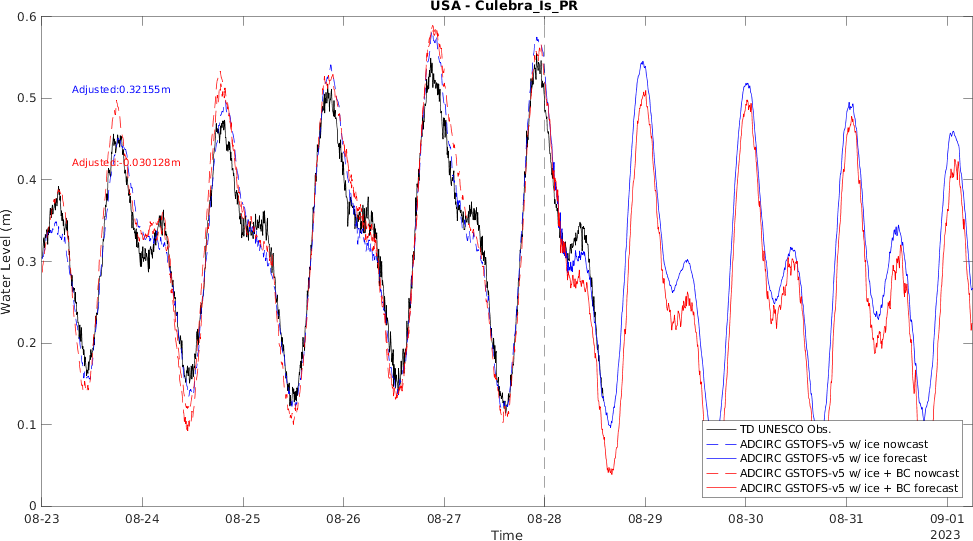 USA - Culebra_Is_PR
0.6
0.5
0.4
0.3
0.2
0.1
0
Water Level (m)
Adjusted:0.32155m
Adjusted:-0.030128m
TD UNESCO Obs.
ADCIRC GSTOFS-v5 w/ ice nowcast
ADCIRC GSTOFS-v5 w/ ice forecast
ADCIRC GSTOFS-v5 w/ ice + BC nowcast
ADCIRC GSTOFS-v5 w/ ice + BC forecast
08-23 08-24 08-25 08-26 08-27 08-28 08-29 08-30 08-31 09-01
2023
Time